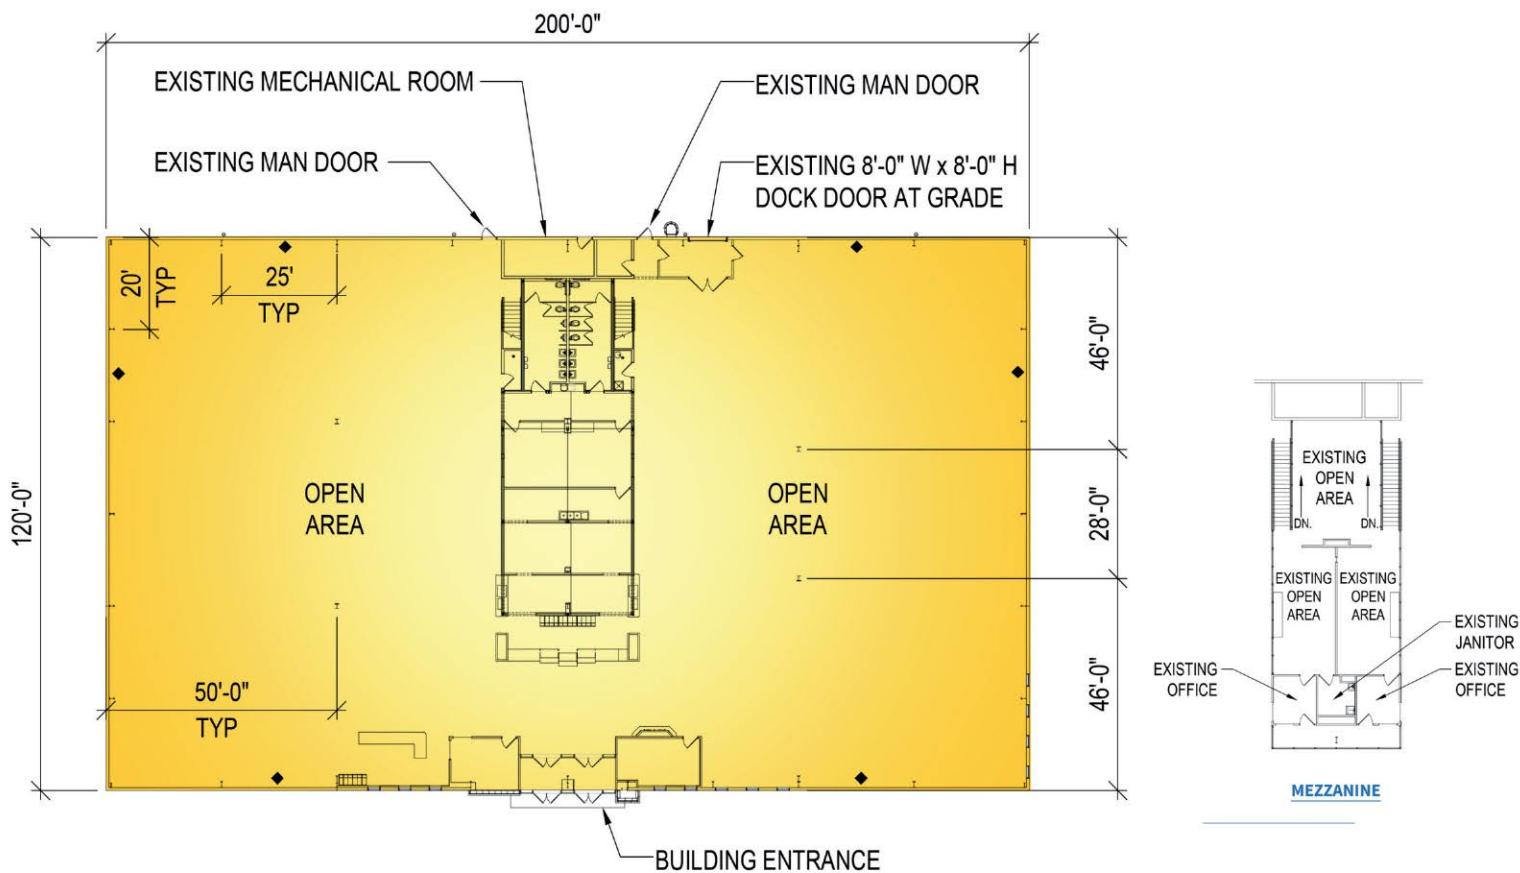 200'-0"
EXISTING MECHANICAL ROOM
EXISTING MAN DOOR
EXISTING MAN DOOR
EXISTING 8'-0" W x 8'-0" H
DOCK DOOR AT GRADE
20'
TYP
25'
TYP
46'-0"
120'-0"
OPEN
AREA
OPEN
AREA
28'-0"
50'-0"
TYP
46'-0"
BUILDING ENTRANCE
EXISTING
OPEN
AREA
DN.
DN.
EXISTING
OPEN
AREA
EXISTING
OPEN
AREA
EXISTING
JANITOR
EXISTING
OFFICE
EXISTING
OFFICE
MEZZANINE